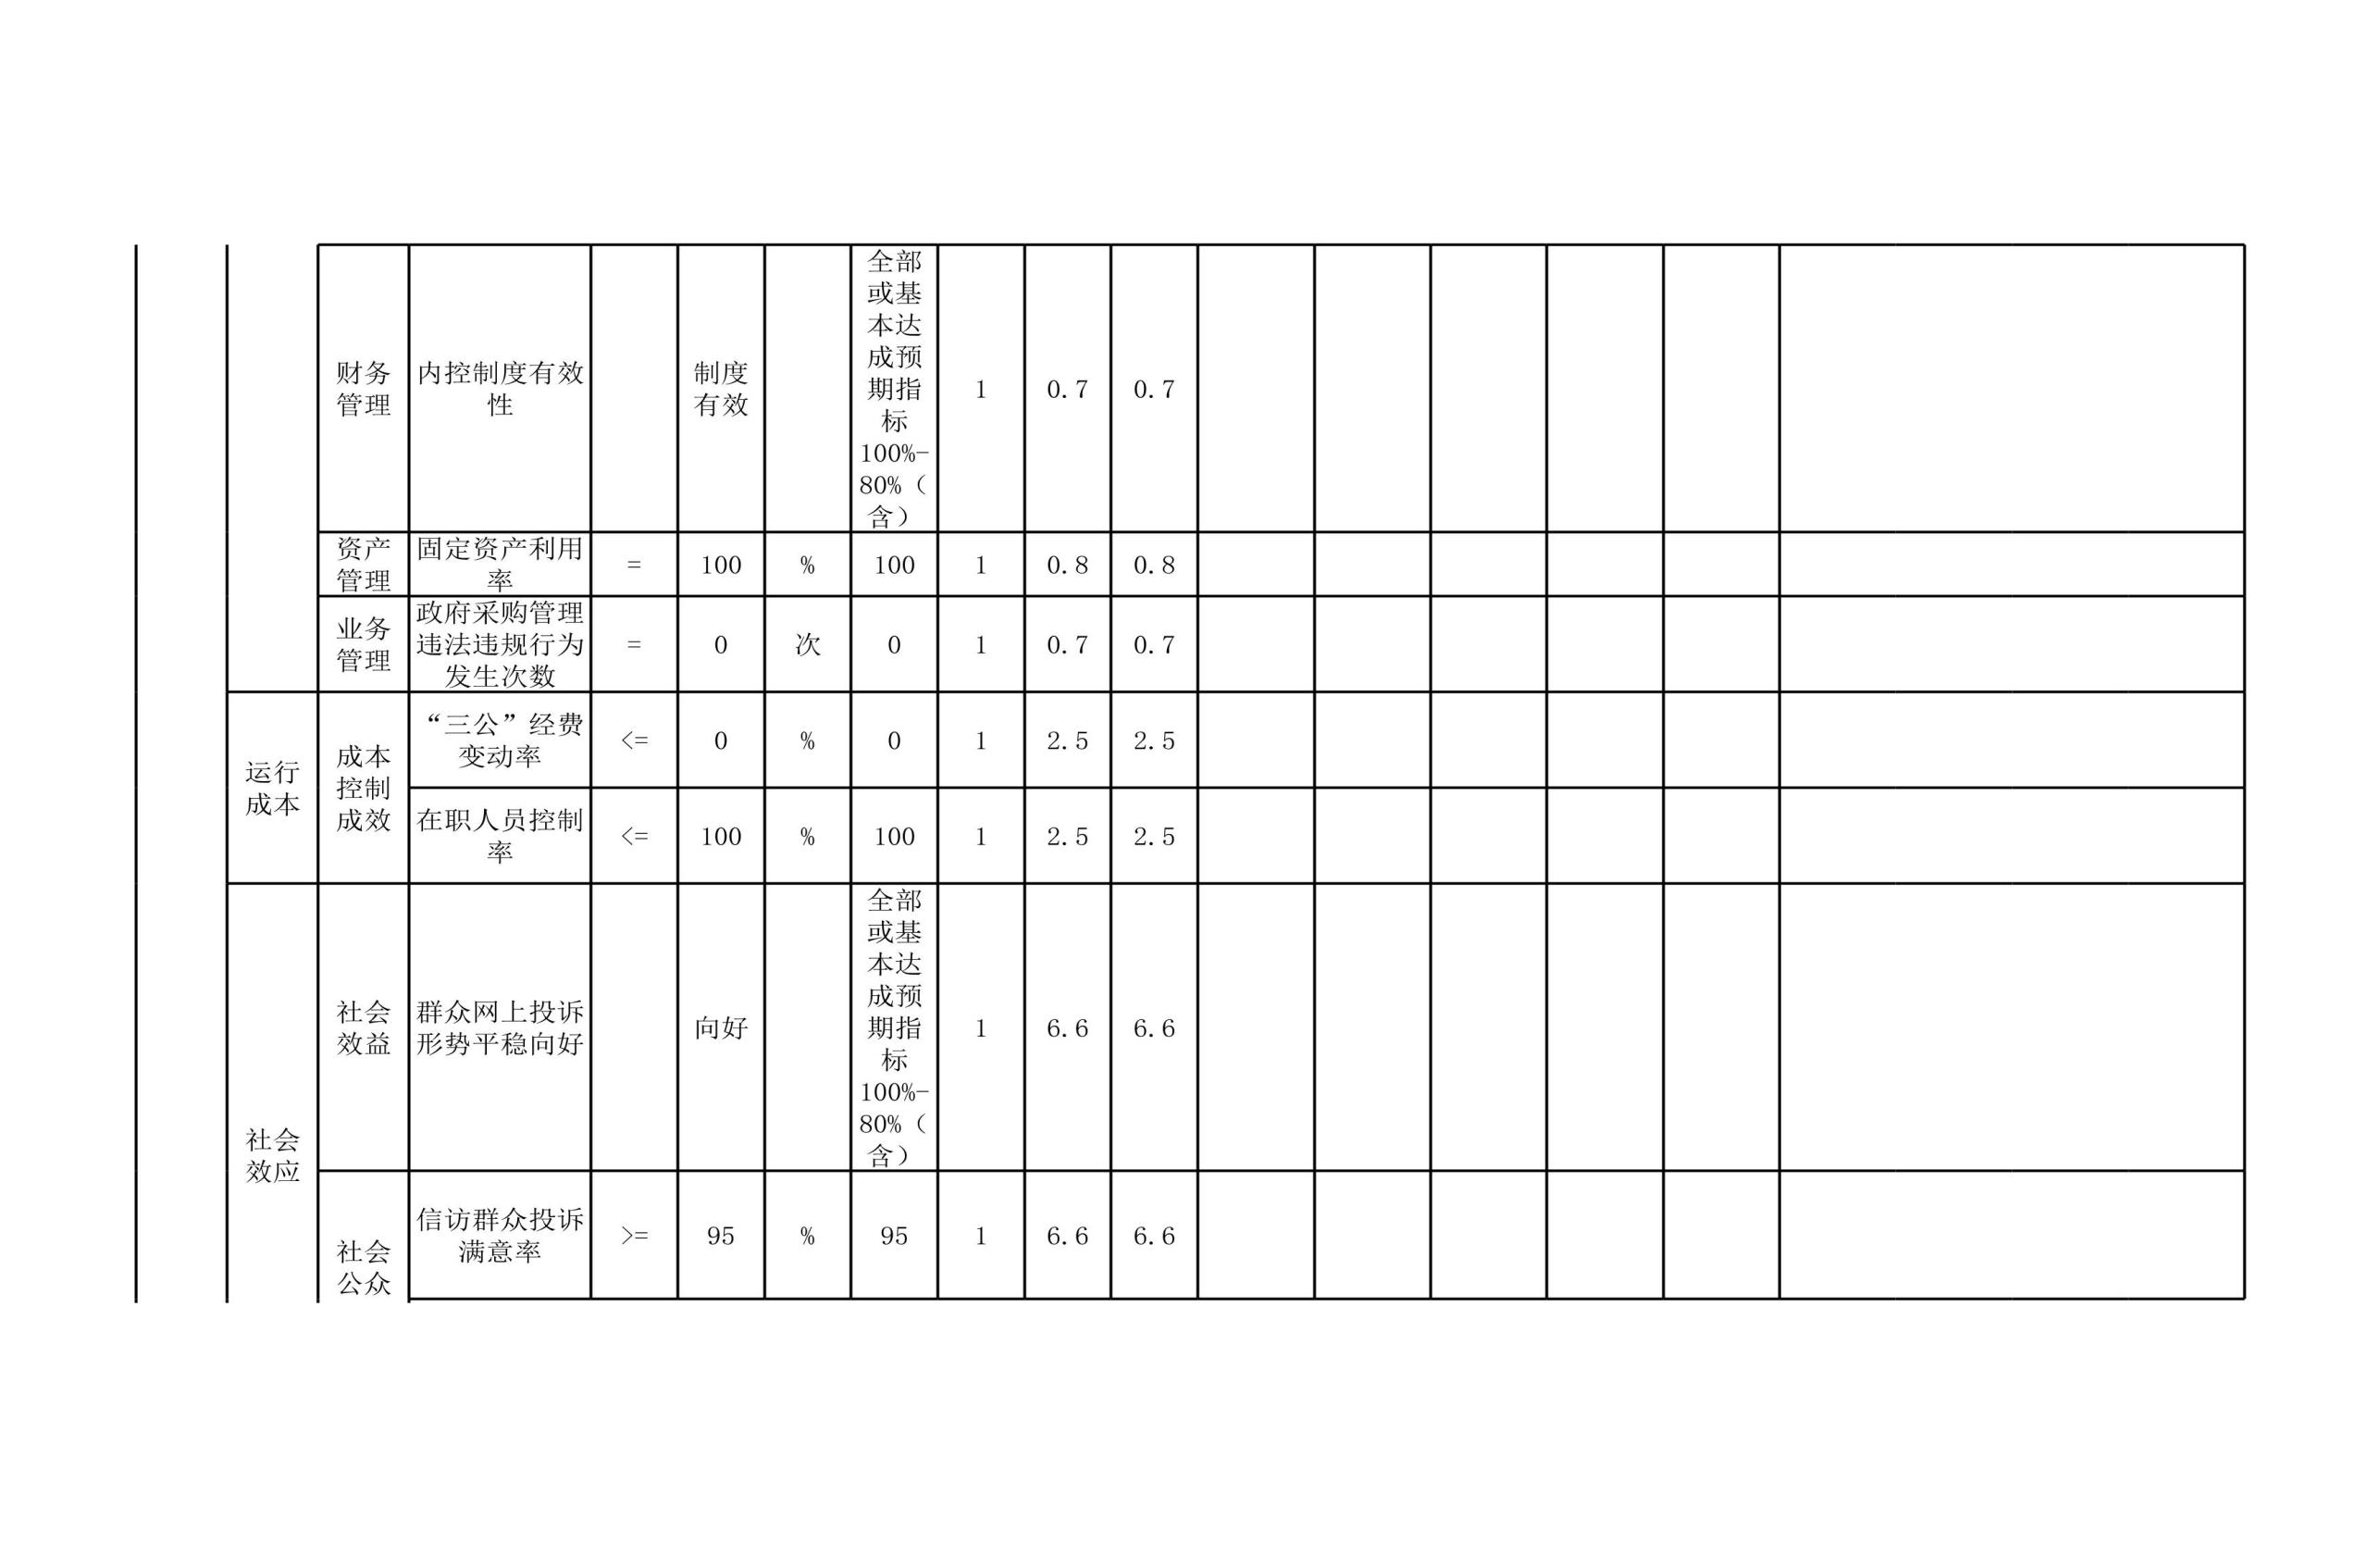 财务
管理
内控制度有效
性
制度
有效
全部
或基
本达
成预
期指
标
100%-
80%（
含）
1
0.7
0.7
资产
管理
固定资产利用
率
=
100
%
100
1
0.8
0.8
业务
管理
政府采购管理
违法违规行为
发生次数
=
0
次
0
1
0.7
0.7
运行
成本
成本
控制
成效
“三公”经费
变动率
<=
0
%
0
1
2.5
2.5
在职人员控制
率
<=
100
%
100
1
2.5
2.5
社会
效应
社会
效益
群众网上投诉
形势平稳向好
向好
全部
或基
本达
成预
期指
标
100%-
80%（
含）
1
6.6
6.6
社会
公众
信访群众投诉
满意率
>=
95
%
95
1
6.6
6.6